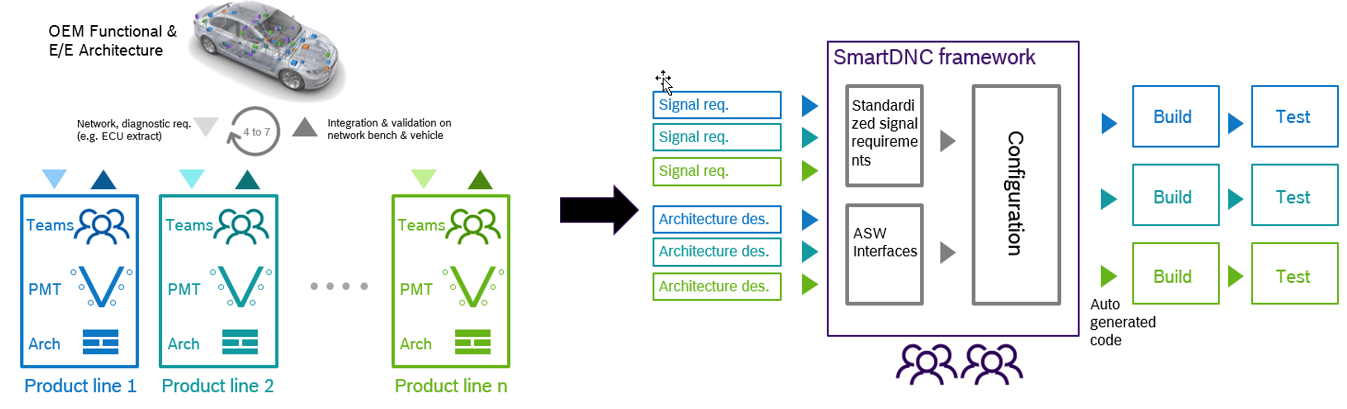 OEM Functional &
E/E Architecture
Network, diagnostic req.
(e.g. ECU extract)
4 to 7
Integration & validation on
network bench & vehicle
Teams
PMT
Arch
Product line 1
Teams
PMT
Arch
Product line 2
Teams
PMT
Arch
Product line n
Signal req.
Signal req.
Signal req.
Architecture des.
Architecture des.
Architecture des.
SmartDNC framework
Standardi
zed signal
requireme
nts
ASW
Interfaces
Configuration
Build
Test
Build
Test
Build
Test
Auto
generated
code